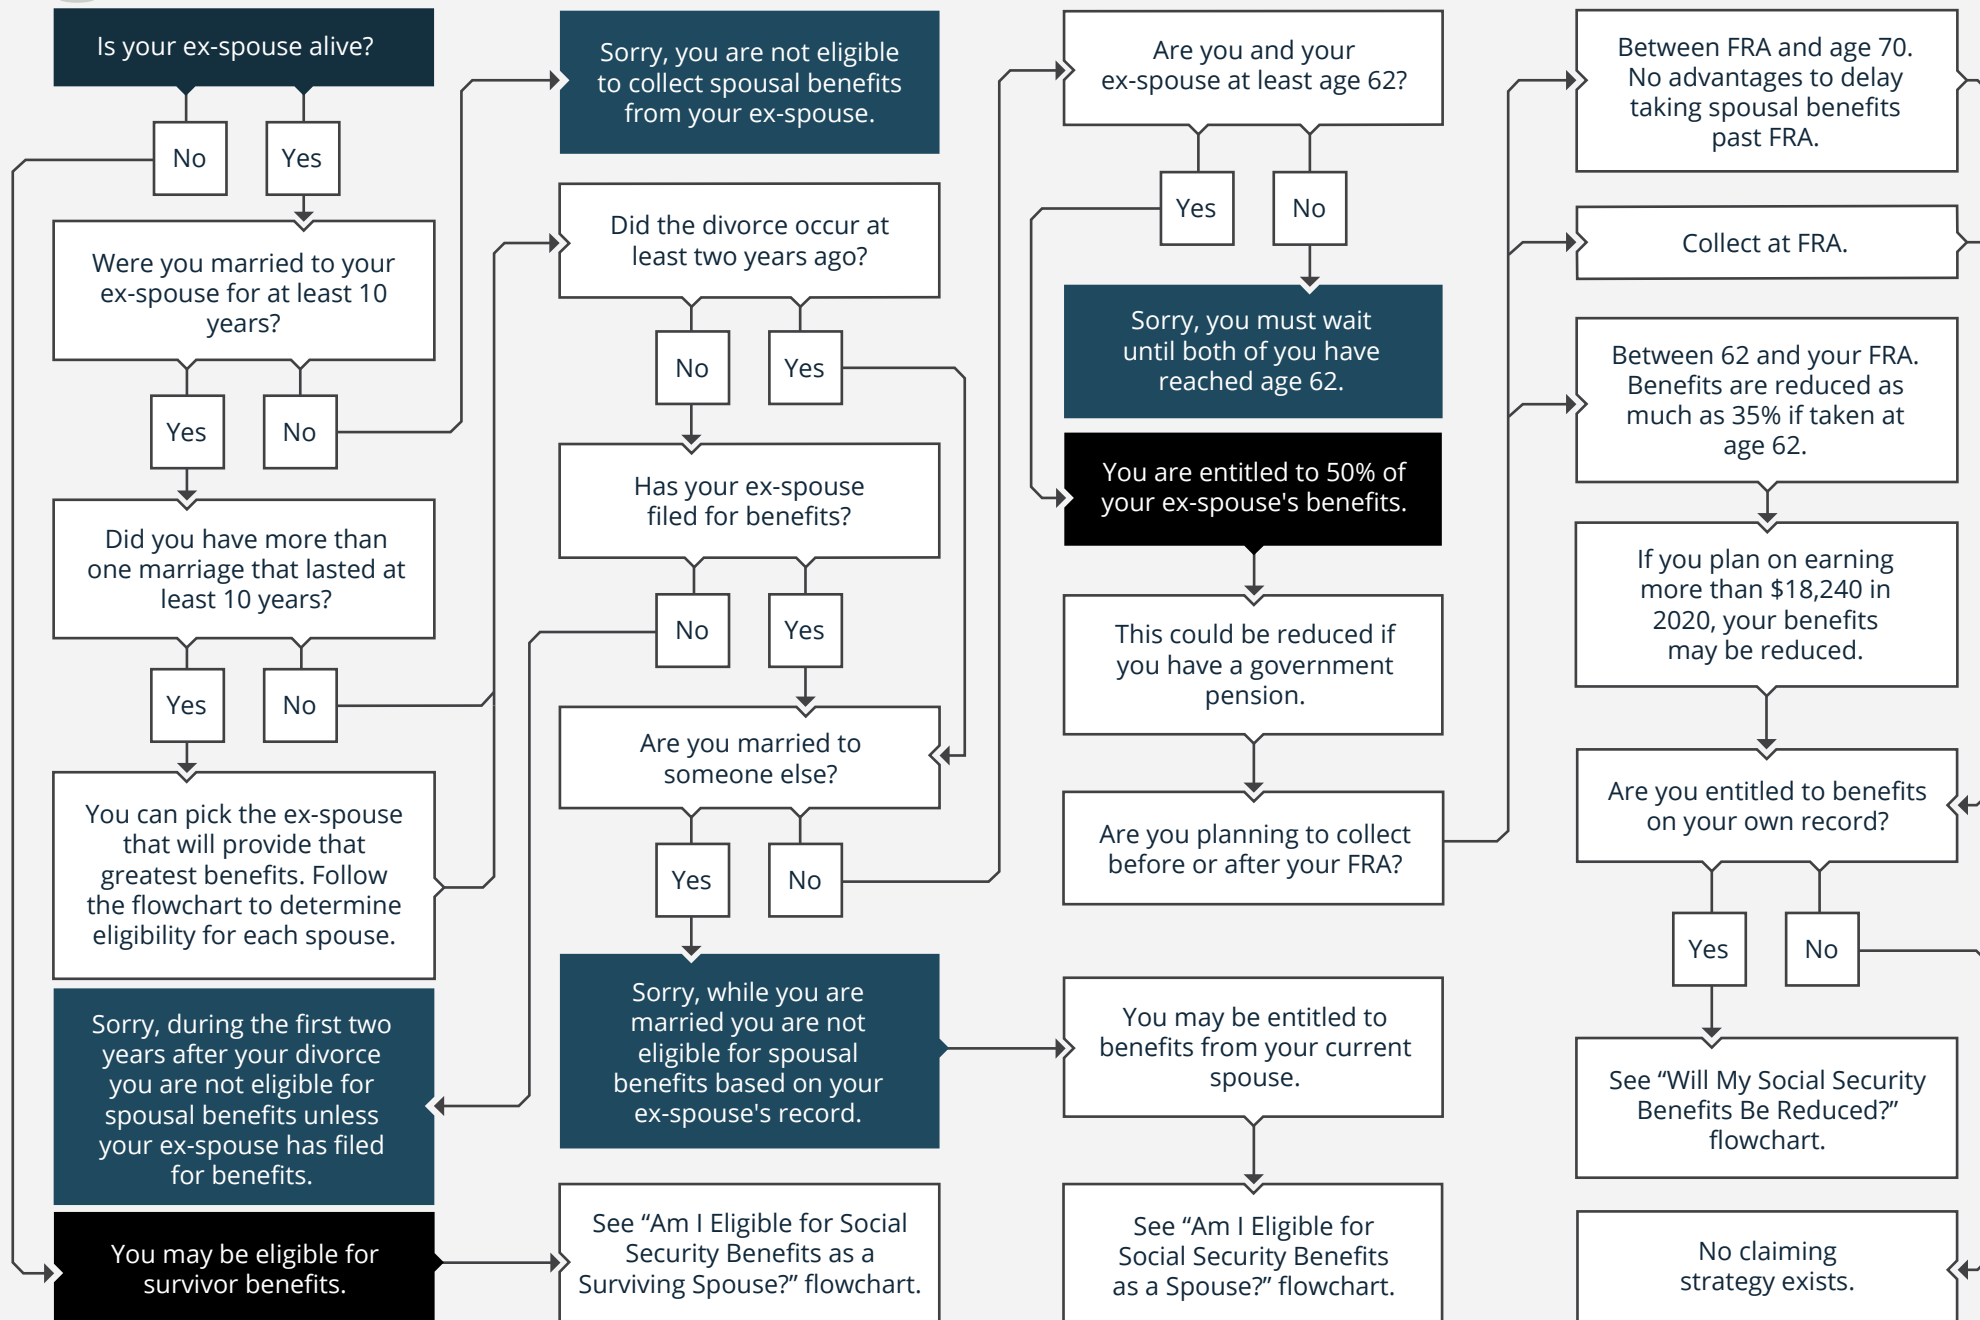 Is your ex-spouse alive?
No
Yes
Were you married to your
ex-spouse for at least 10
years?
Yes
No
Did you have more than
one marriage that lasted at
least 10 years?
Yes
No
You can pick the ex-spouse
that will provide that
greatest benefits. Follow
the flowchart to determine
eligibility for each spouse.
Sorry, during the first two
years after your divorce
you are not eligible for
spousal benefits unless
your ex-spouse has filed
for benefits.
You may be eligible for
survivor benefits.
Sorry, you are not eligible
to collect spousal benefits
from your ex-spouse.
Did the divorce occur at
least two years ago?
No
Yes
Has your ex-spouse
filed for benefits?
No
Yes
Are you married to
someone else?
Yes
No
Sorry, while you are
married you are not
eligible for spousal
benefits based on your
ex-spouse's record.
See “Am I Eligible for Social
Security Benefits as a
Surviving Spouse?” flowchart.
Are you and your
ex-spouse at least age 62?
Yes
No
Sorry, you must wait
until both of you have
reached age 62.
You are entitled to 50% of
your ex-spouse's benefits.
This could be reduced if
you have a government
pension.
Are you planning to collect
before or after your FRA?
You may be entitled to
benefits from your current
spouse.
See “Am I Eligible for
Social Security Benefits
as a Spouse?” flowchart.
Between FRA and age 70.
No advantages to delay
taking spousal benefits
past FRA.
Collect at FRA.
Between 62 and your FRA.
Benefits are reduced as
much as 35% if taken at
age 62.
If you plan on earning
more than $18,240 in
2020, your benefits
may be reduced.
Are you entitled to benefits
on your own record?
Yes
No
See “Will My Social Security
Benefits Be Reduced?”
flowchart.
No claiming
strategy exists.